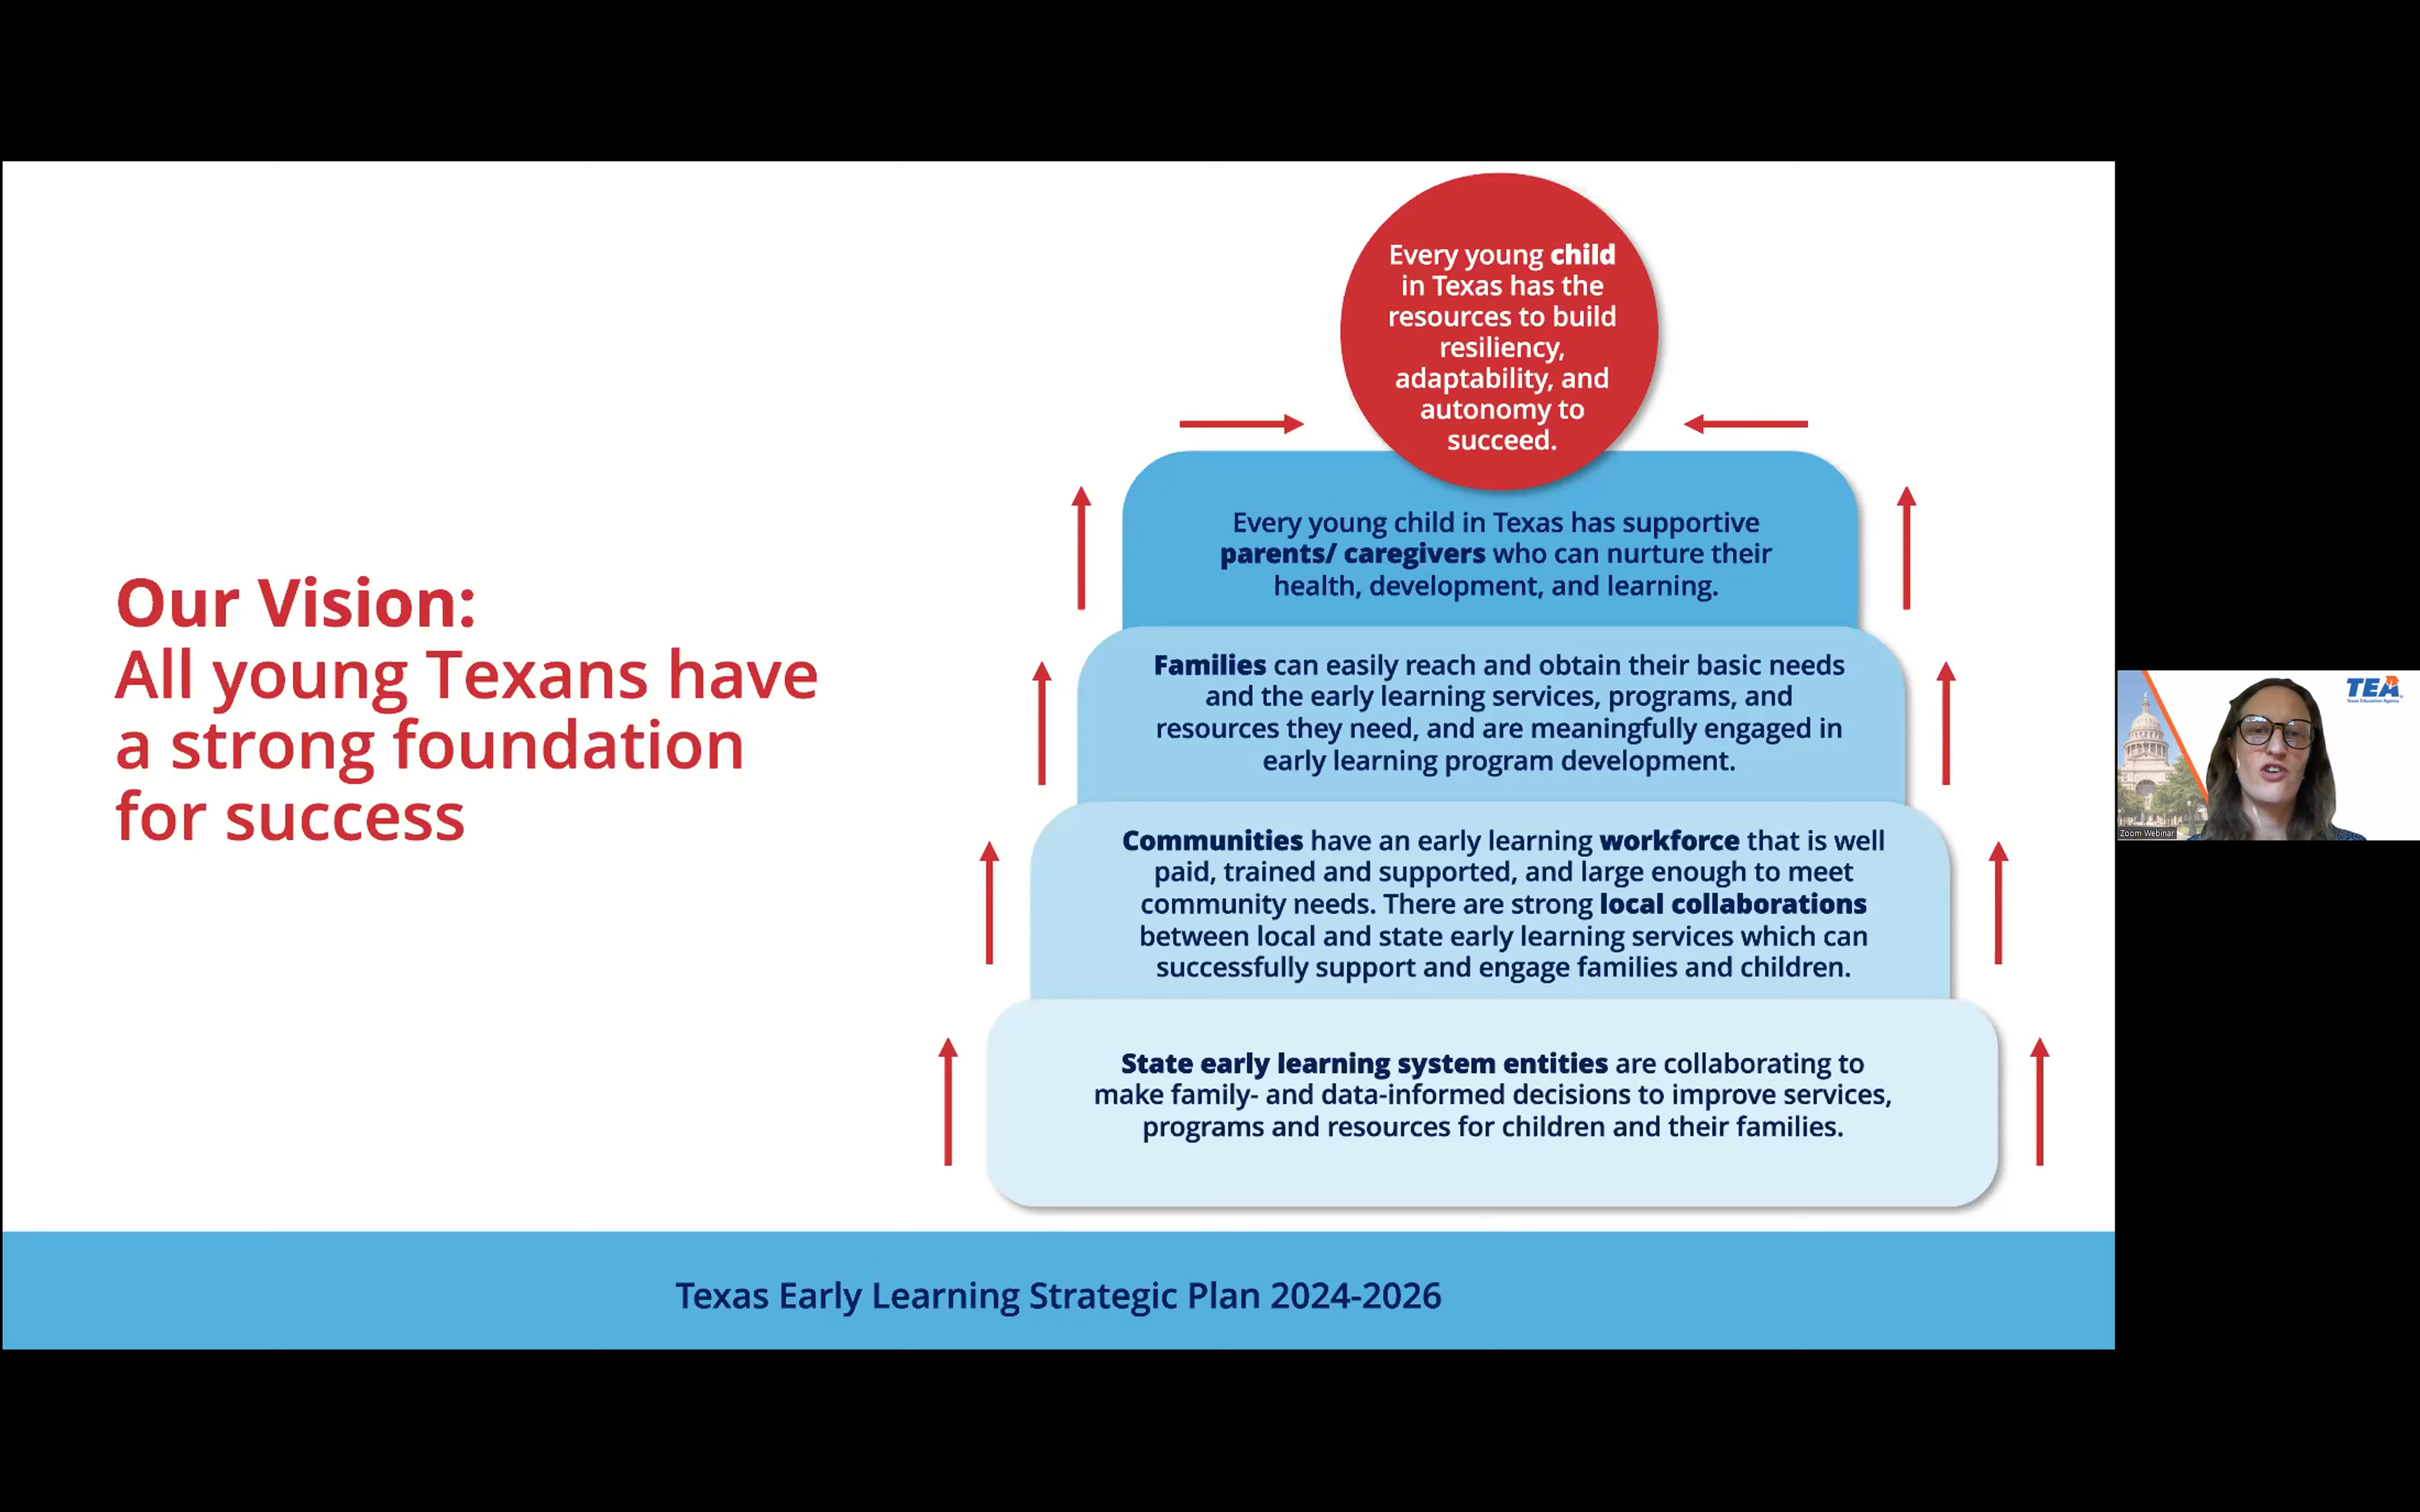 Our Vision:
All young Texans have
a strong foundation
for success
Every young child
in Texas has the
resources to build
resiliency,
adaptability, and
autonomy to
succeed.
Every young child in Texas has supportive
parents/ caregivers who can nurture their
health, development, and learning.
Families can easily reach and obtain their basic needs
and the early learning services, programs, and
resources they need, and are meaningfully engaged in
early learning program development.
Communities have an early learning workforce that is well
paid, trained and supported, and large enough to meet
community needs. There are strong local collaborations
between local and state early learning services which can
successfully support and engage families and children.
State early learning system entities are collaborating to
make family- and data-informed decisions to improve services,
programs and resources for children and their families.
Texas Early Learning Strategic Plan 2024-2026
TEA
Texas Education Agency
Zoom Webinar